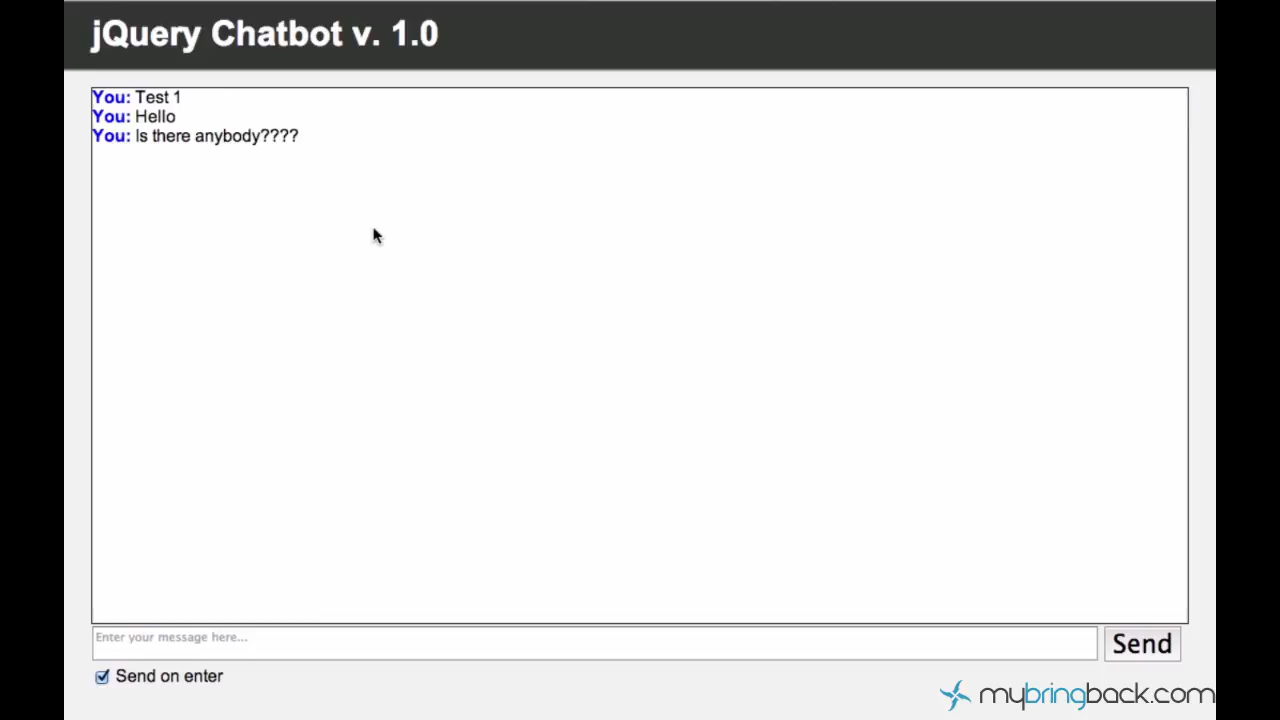 jQuery Chatbot v. 1.0
You: Test 1
You: Hello
You: Is there anybody????
Enter your message here...
Send
Send on enter
mybringback.com